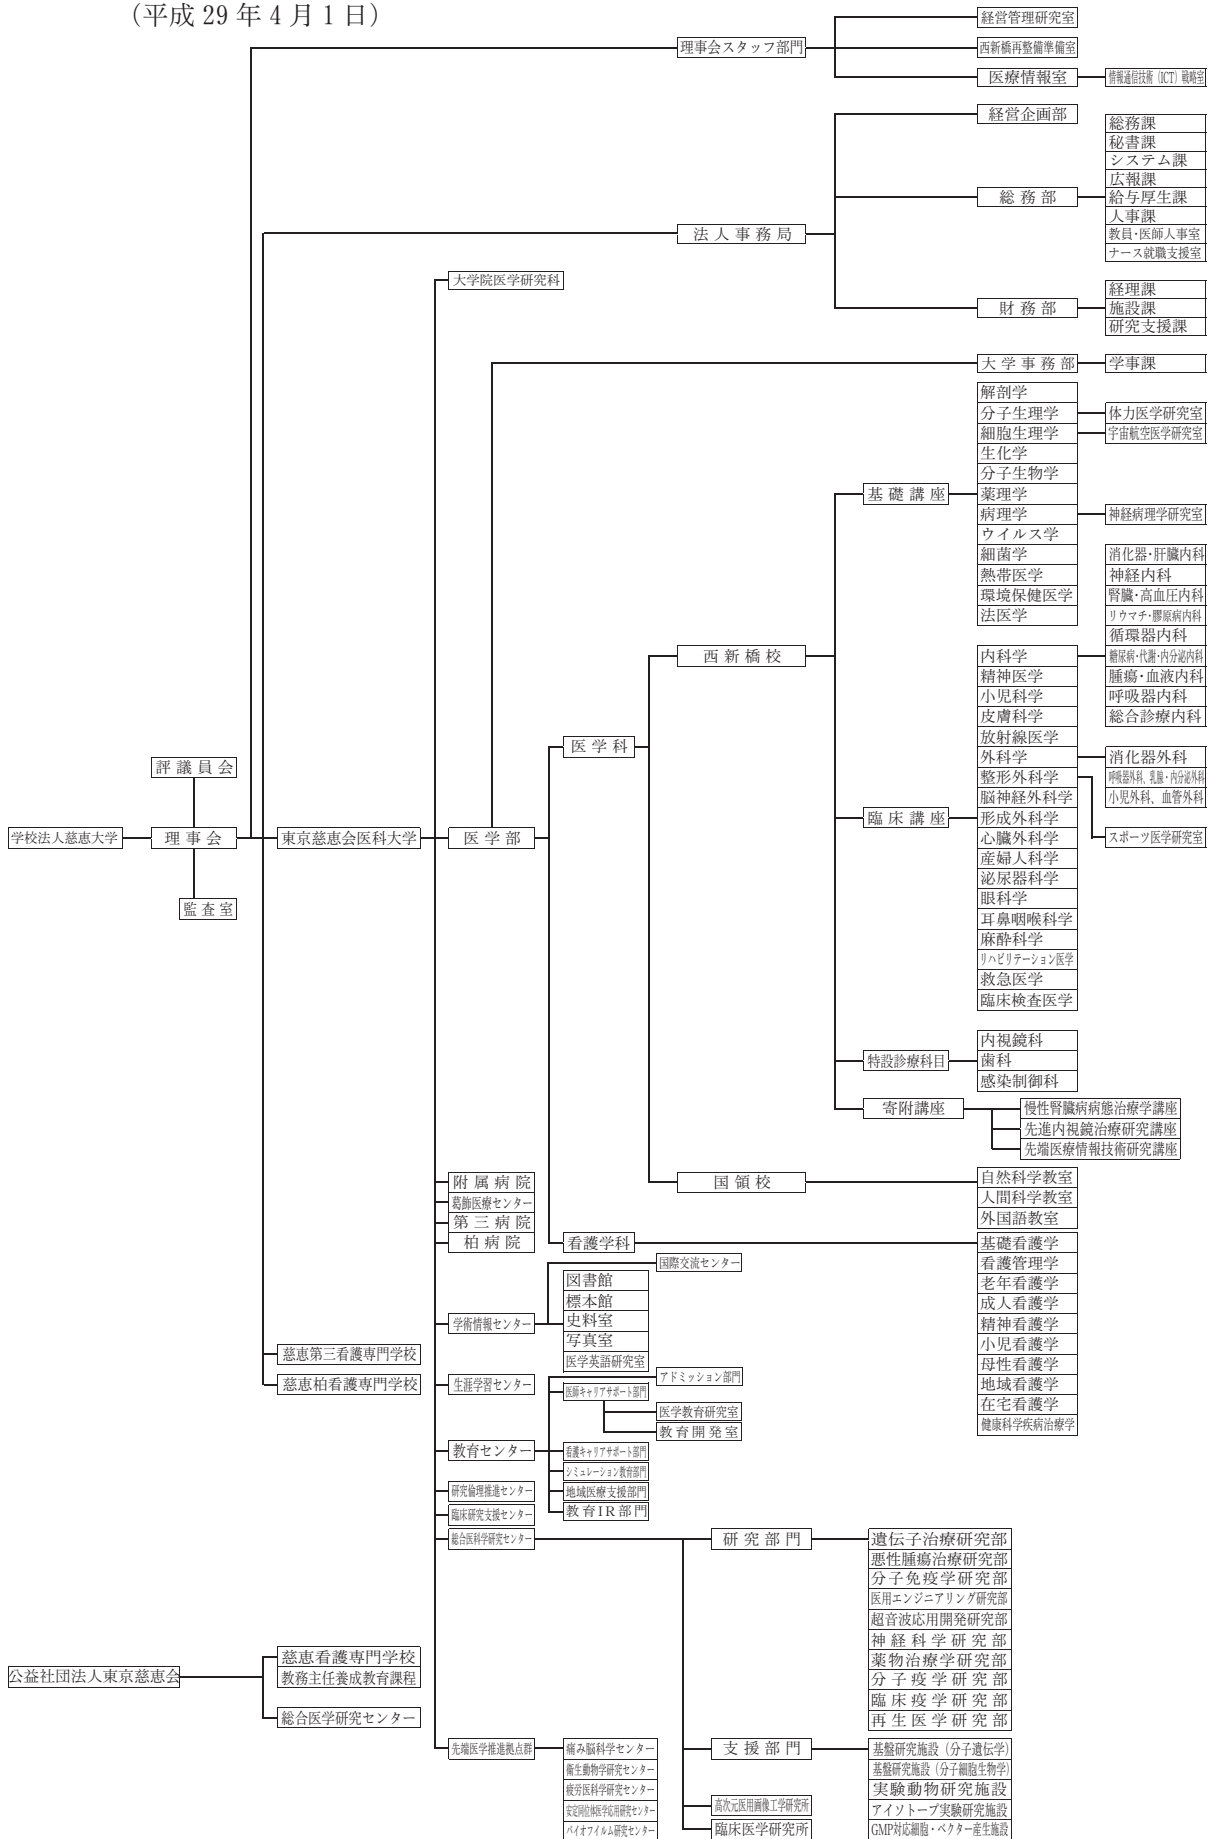 （平成 29 年 4 月 1 日）
経営管理研究室
理事会スタッフ部門
西新橋再整備準備室
医療情報室
情報通信技術（ICT）戦略室
経営企画部
総務課
秘書課
システム課
広報課
総務部
給与厚生課
人事課
教員・医師人事室
ナース就職支援室
法人事務局
大学院医学研究科
経理課
財務部
施設課
研究支援課
大学事務部
学事課
解剖学
分子生理学
体力医学研究室
細胞生理学
宇宙航空医学研究室
生化学
分子生物学
基礎講座
薬理学
病理学
神経病理学研究室
ウイルス学
細菌学
熱帯医学
環境保健医学
法医学
消化器・肝臓内科
神経内科
腎臓・高血圧内科
リウマチ・膠原病内科
循環器内科
糖尿病・代謝・内分泌内科
腫瘍・血液内科
呼吸器内科
総合診療内科
西新橋校
内科学
精神医学
小児科学
皮膚科学
放射線医学
外科学
消化器外科
呼吸器外科、乳腺・内分泌外科
小児外科、血管外科
整形外科学
スポーツ医学研究室
脳神経外科学
臨床講座
形成外科学
心臓外科学
産婦人科学
泌尿器科学
眼科学
耳鼻咽喉科学
麻酔科学
リハビリテーション医学
救急医学
臨床検査医学
医学科
評議員会
学校法人慈恵大学
理事会
東京慈恵会医科大学
医学部
監査室
内視鏡科
特設診療科目
歯科
感染制御科
寄附講座
慢性腎臓病病態治療学講座
先進内視鏡治療研究講座
先端医療情報技術研究講座
附属病院
葛飾医療センター
第三病院
柏病院
国領校
自然科学教室
人間科学教室
外国語教室
看護学科
基礎看護学
看護管理学
老年看護学
成人看護学
精神看護学
小児看護学
母性看護学
地域看護学
在宅看護学
健康科学疾病治療学
国際交流センター
図書館
標本館
学術情報センター
史料室
写真室
医学英語研究室
慈恵第三看護専門学校
慈恵柏看護専門学校
生涯学習センター
アドミッション部門
医師キャリアサポート部門
医学教育研究室
教育開発室
教育センター
看護キャリアサポート部門
シミュレーション教育部門
地域医療支援部門
教育IR部門
研究倫理推進センター
臨床研究支援センター
総合医科学研究センター
研究部門
遺伝子治療研究部
悪性腫瘍治療研究部
分子免疫学研究部
医用エンジニアリング研究部
超音波応用開発研究部
神経科学研究部
薬物治療学研究部
分子疫学研究部
臨床疫学研究部
再生医学研究部
慈恵看護専門学校
公益社団法人東京慈恵会
教務主任養成教育課程
総合医学研究センター
先端医学推進拠点群
痛み脳科学センター
衛生動物学研究センター
疲労医科学研究センター
安定同位体医学応用研究センター
バイオフィルム研究センター
支援部門
基盤研究施設（分子遺伝学）
基盤研究施設（分子細胞生物学）
実験動物研究施設
アイソトープ実験研究施設
GMP対応細胞・ベクター産生施設
高次元医用画像工学研究所
臨床医学研究所